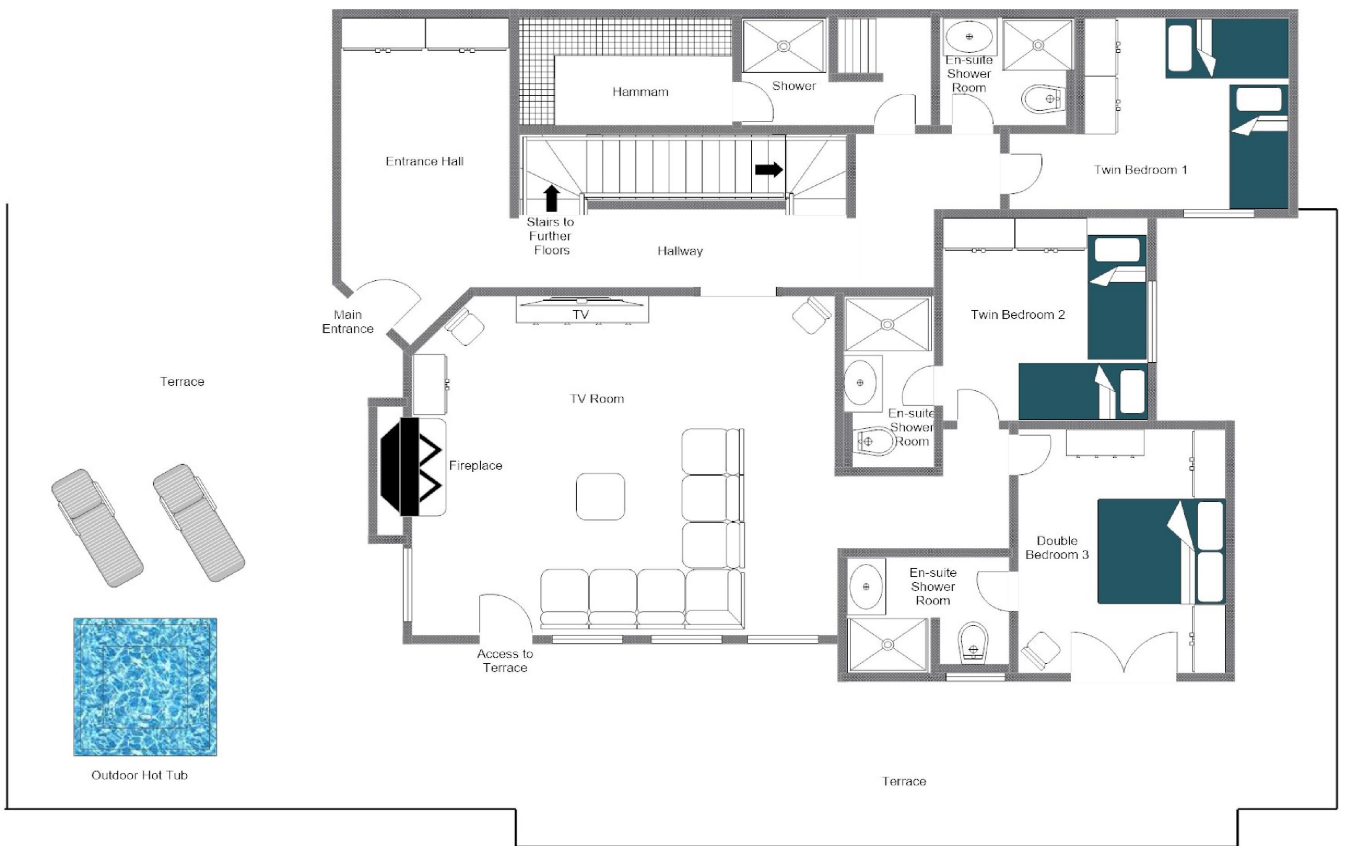 Hammam
Shower
En-suite
Shower
Room
Entrance Hall
Twin Bedroom 1
Stairs to
Further
Floors
Hallway
Main
Entrance
TV
Twin Bedroom 2
Terrace
TV Room
En-suite
Shower
Room
Fireplace
Double
Bedroom 3
En-suite
Shower
Room
Access to
Terrace
Outdoor Hot Tub
Terrace